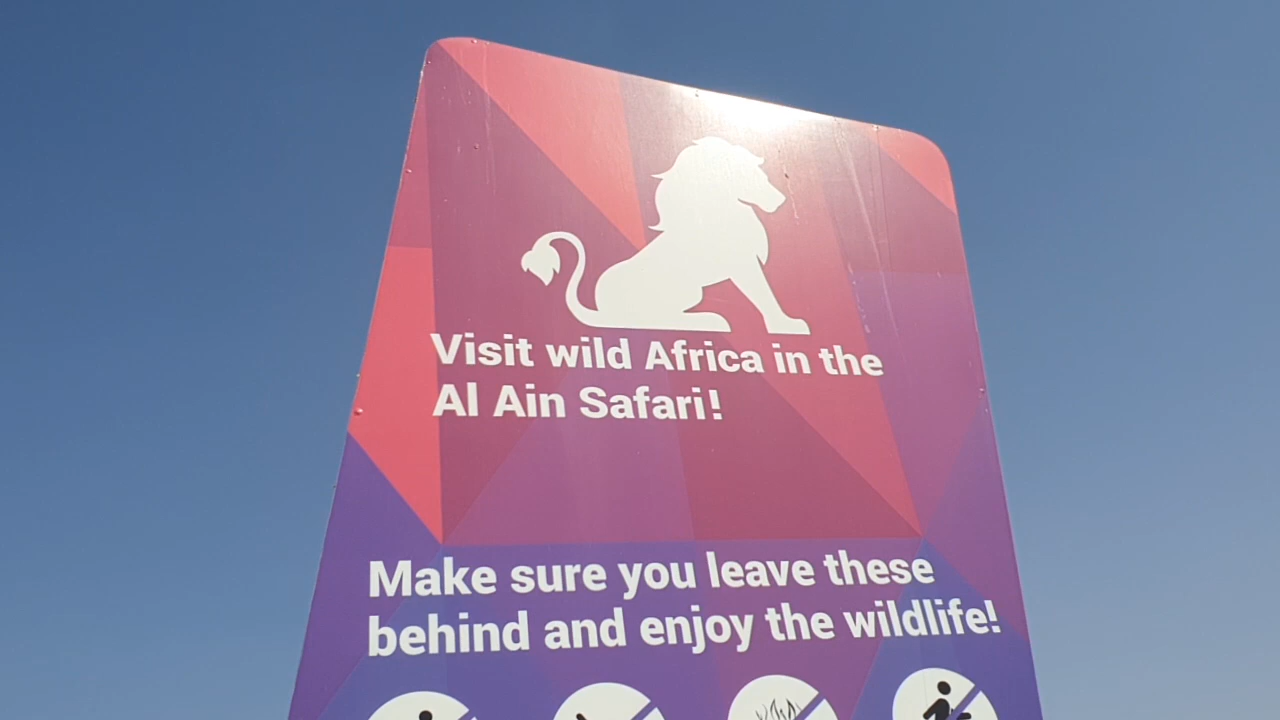 Visit wild Africa in the
Al Ain Safari!
Make sure you leave these
behind and enjoy the wildlife!